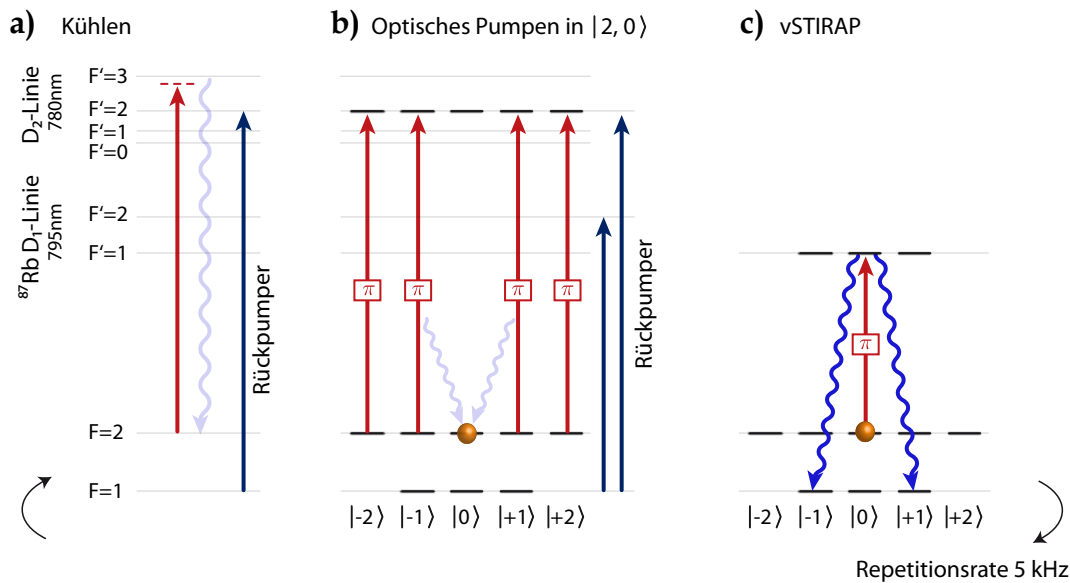 a) Kühlen
b) Optisches Pumpen in |2, 0⟩
c) vSTIRAP
D₂-Linie
780nm
F‘=3
F‘=2
F‘=1
F‘=0
⁸⁷Rb D₁-Linie
795nm
F‘=2
F‘=1
F=2
F=1
Rückpumper
π π π π
Rückpumper
|-2⟩ |-1⟩ |0⟩ |+1⟩ |+2⟩
π
|-2⟩ |-1⟩ |0⟩ |+1⟩ |+2⟩
Repetitionsrate 5 kHz